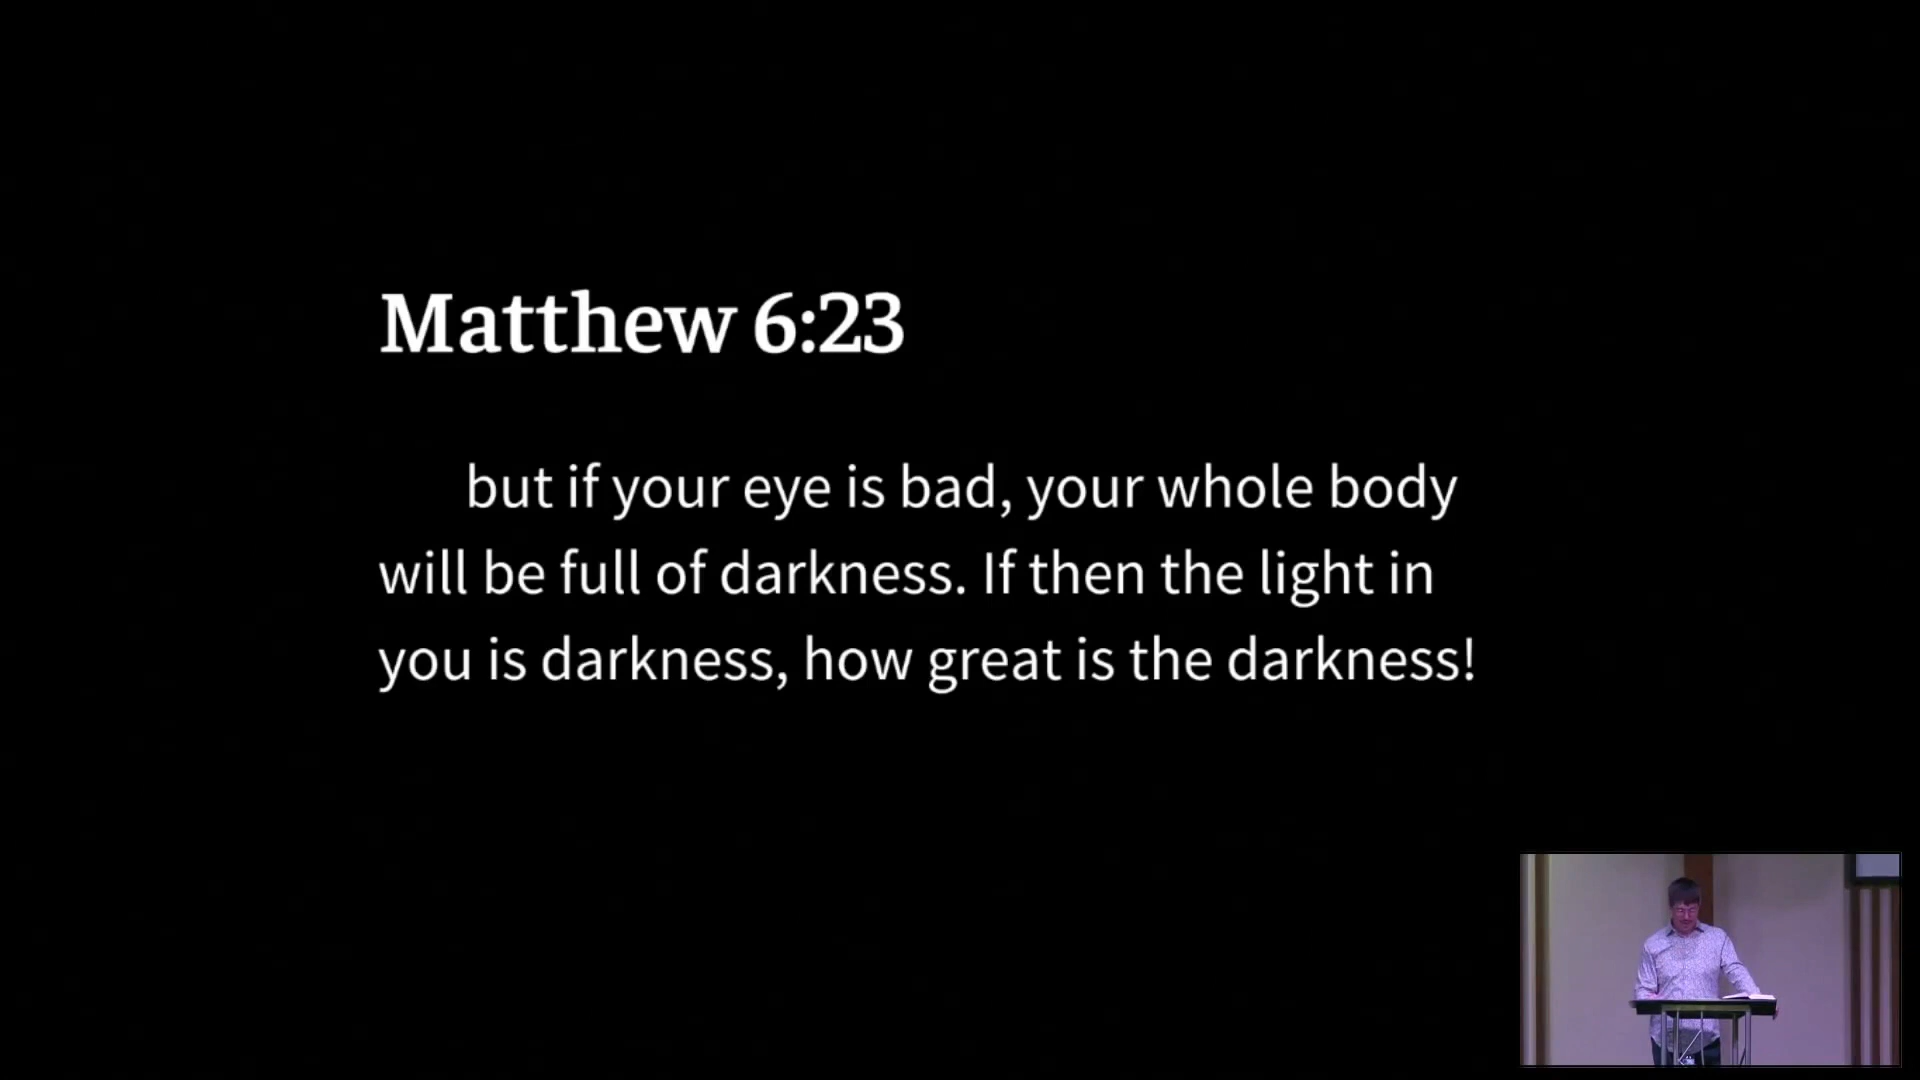 Matthew 6:23
but if your eye is bad, your whole body
will be full of darkness. If then the light in
you is darkness, how great is the darkness!